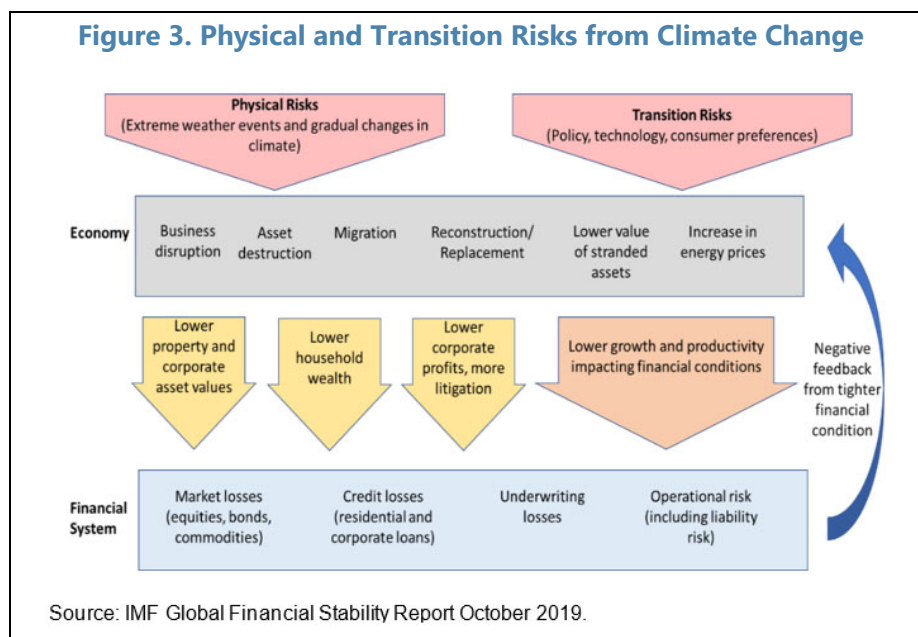 Figure 3. Physical and Transition Risks from Climate Change
Physical Risks
(Extreme weather events and gradual changes in
climate)
Transition Risks
(Policy, technology, consumer preferences)
Economy
Business
disruption
Asset
destruction
Migration
Reconstruction/
Replacement
Lower value
of stranded
assets
Increase in
energy prices
Lower
property and
corporate
asset values
Lower
household
wealth
Lower
corporate
profits, more
litigation
Lower growth and productivity
impacting financial conditions
Negative
feedback
from tighter
financial
condition
Financial
System
Market losses
(equities, bonds,
commodities)
Credit losses
(residential and
corporate loans)
Underwriting
losses
Operational risk
(including liability
risk)
Source: IMF Global Financial Stability Report October 2019.